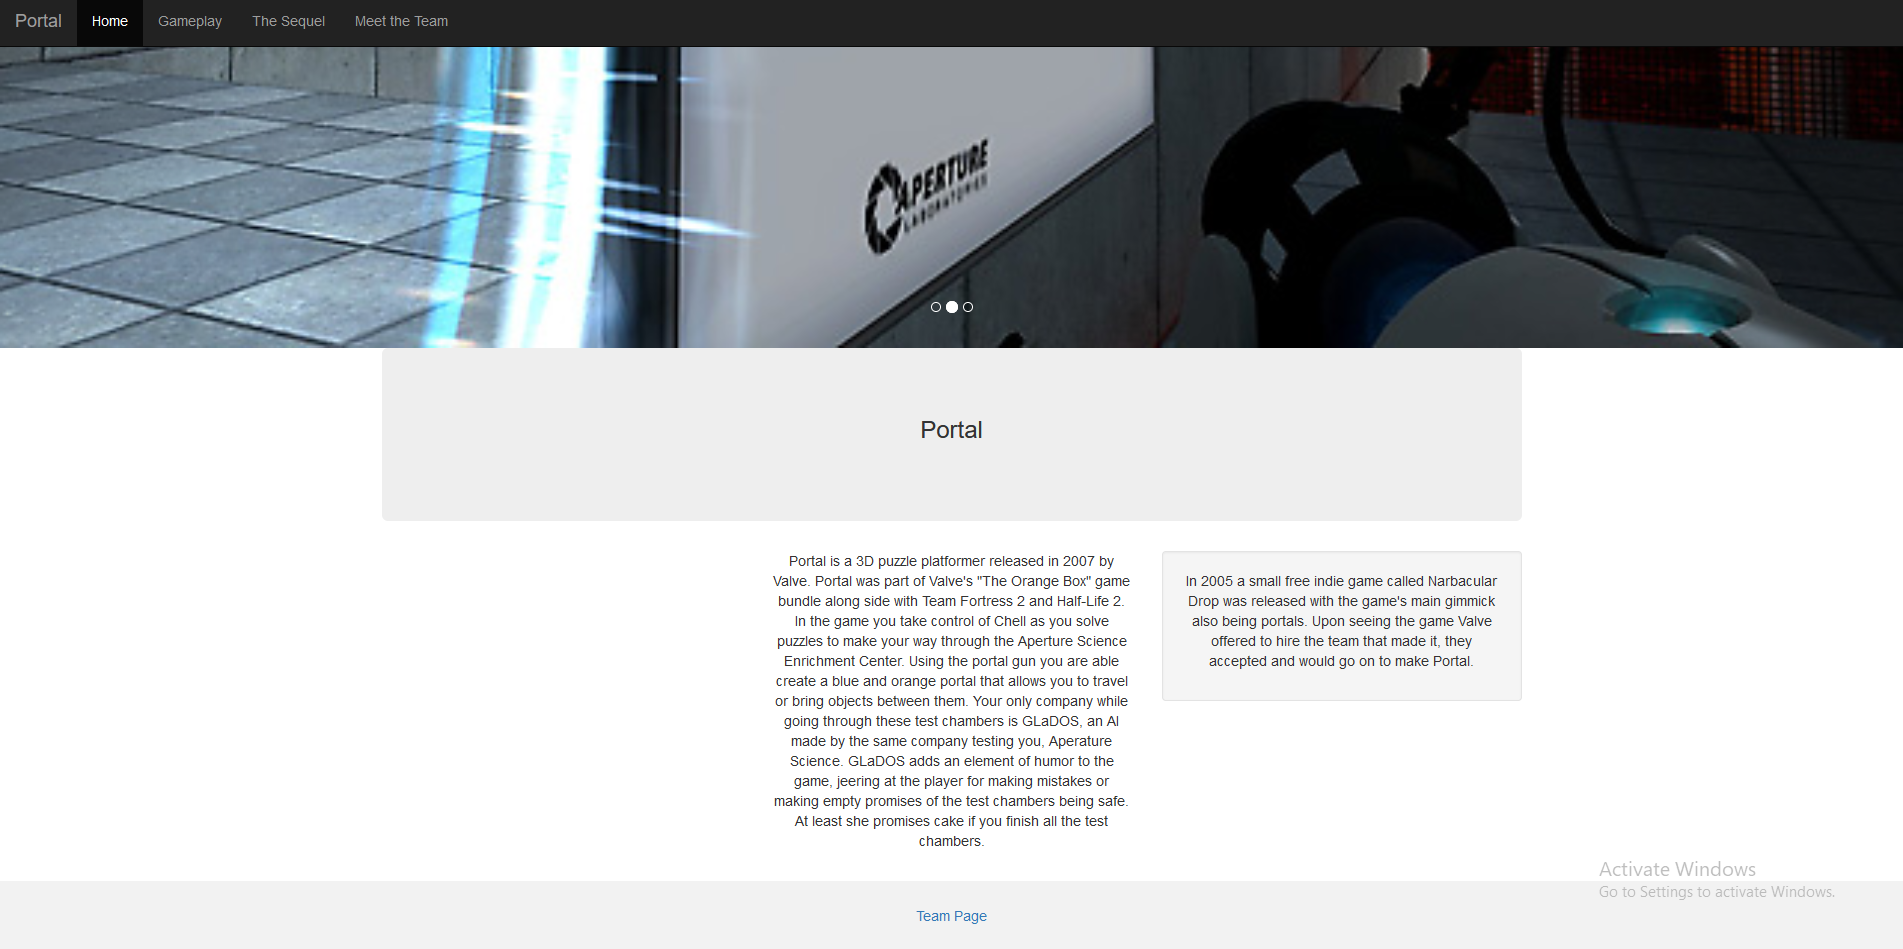 Portal Home Gameplay The Sequel Meet the Team
APERTURE
LABORATORIES
Portal
Portal is a 3D puzzle platformer released in 2007 by
Valve. Portal was part of Valve's "The Orange Box" game
bundle along side with Team Fortress 2 and Half-Life 2.
In the game you take control of Chell as you solve
puzzles to make your way through the Aperture Science
Enrichment Center. Using the portal gun you are able
create a blue and orange portal that allows you to travel
or bring objects between them. Your only company while
going through these test chambers is GLaDOS, an AI
made by the same company testing you, Aperature
Science. GLaDOS adds an element of humor to the
game, jeering at the player for making mistakes or
making empty promises of the test chambers being safe.
At least she promises cake if you finish all the test
chambers.
In 2005 a small free indie game called Narbacular
Drop was released with the game's main gimmick
also being portals. Upon seeing the game Valve
offered to hire the team that made it, they
accepted and would go on to make Portal.
Activate Windows
Go to Settings to activate Windows.
Team Page